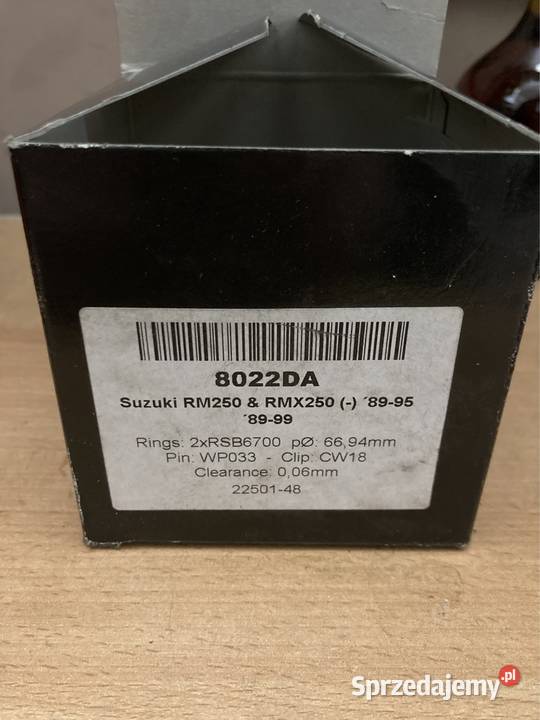 8022DA
Suzuki RM250 & RMX250 (-) ´89-95
´89-99
Rings: 2xRSB6700 pØ: 66,94mm
Pin: WP033 - Clip: CW18
Clearance: 0,06mm
22501-48
Sprzedajemy.pl